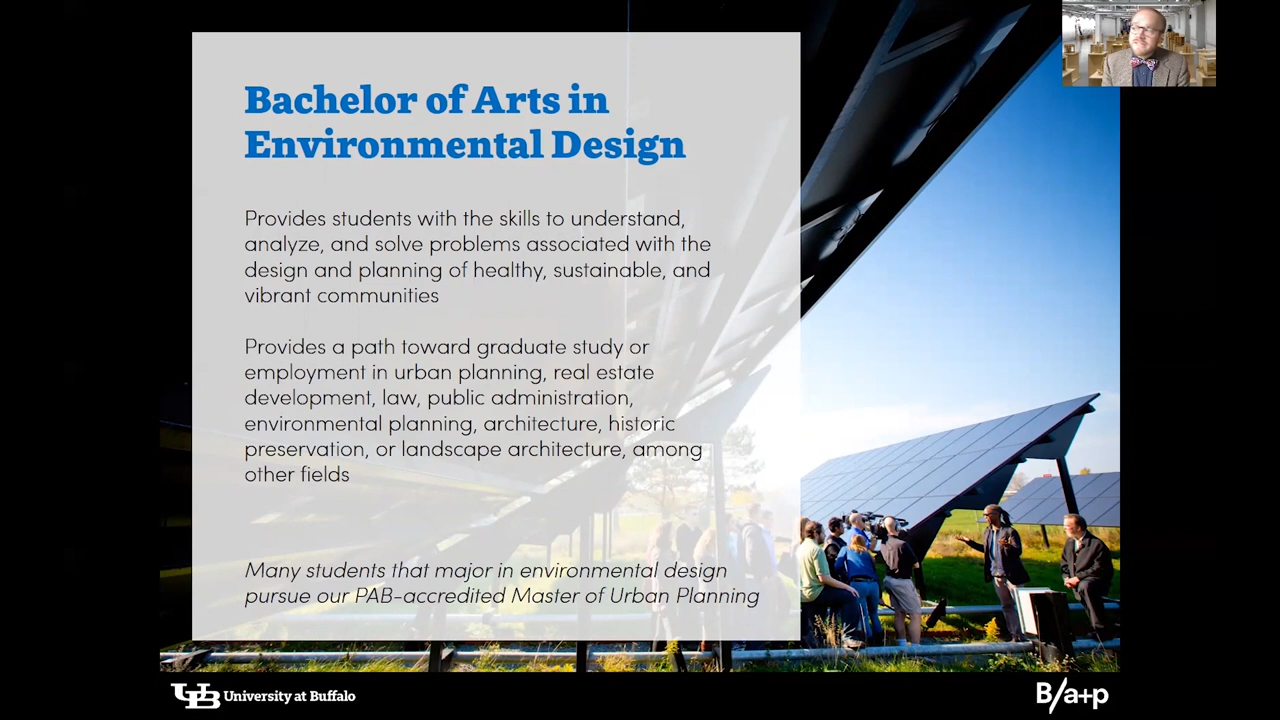 Bachelor of Arts in
Environmental Design
Provides students with the skills to understand,
analyze, and solve problems associated with the
design and planning of healthy, sustainable, and
vibrant communities
Provides a path toward graduate study or
employment in urban planning, real estate
development, law, public administration,
environmental planning, architecture, historic
preservation, or landscape architecture, among
other fields
Many students that major in environmental design
pursue our PAB-accredited Master of Urban Planning
UB University at Buffalo
B/a+p